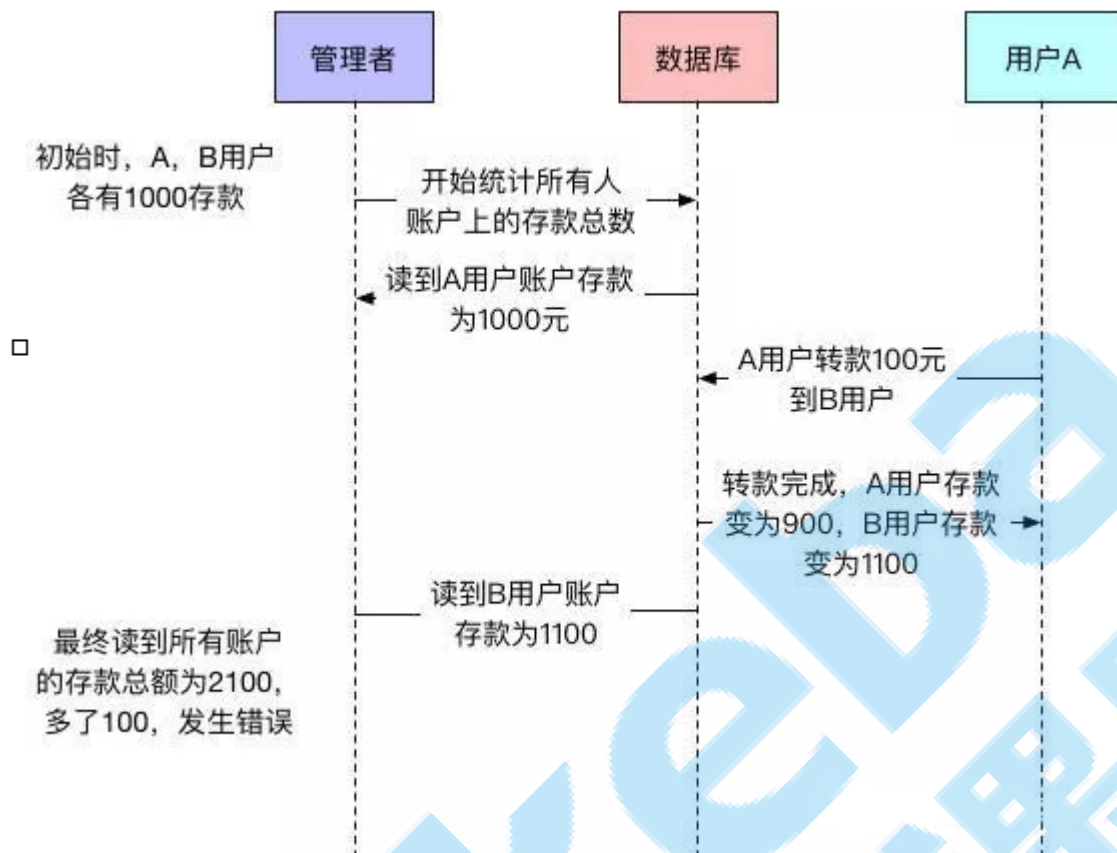 管理者
数据库
用户A
初始时，A，B用户
各有1000存款
开始统计所有人
账户上的存款总数
读到A用户账户存款
为1000元
A用户转款100元
到B用户
转款完成，A用户存款
变为900，B用户存款
变为1100
读到B用户账户
存款为1100
最终读到所有账户
的存款总额为2100，
多了100，发生错误